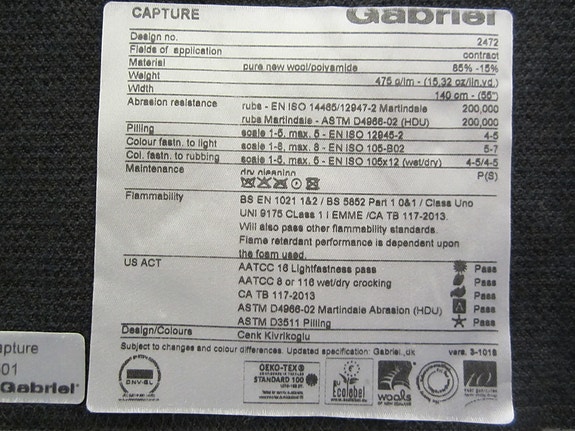 CAPTURE Gabriel
Design no. 2472
Fields of application contract
Material pure new wool/polyamide 85% -15%
Weight 475 g/lm - (15,32 oz/lin.yd.)
Width 140 cm - (55")
Abrasion resistance rubs - EN ISO 14465/12947-2 Martindale 200,000
rubs Martindale - ASTM D4966-02 (HDU) 200,000
Pilling scale 1-5, max. 5 - EN ISO 12945-2 4-5
Colour fastn. to light scale 1-8, max. 8 - EN ISO 105-B02 5-7
Col. fastn. to rubbing scale 1-5, max. 5 - EN ISO 105x12 (wet/dry) 4-5/4-5
Maintenance dry cleaning P(S)
Flammability BS EN 1021 1&2 / BS 5852 Part 1 0&1 / Class Uno
UNI 9175 Class 1 I EMME /CA TB 117-2013.
Will also pass other flammability standards.
Flame retardant performance is dependent upon
the foam used.
US ACT AATCC 16 Lightfastness pass Pass
AATCC 8 or 116 wet/dry crocking Pass
CA TB 117-2013 Pass
ASTM D4966-02 Martindale Abrasion (HDU) Pass
ASTM D3511 Pilling Pass
Design/Colours Cenk Kivrikoglu
Subject to changes and colour differences. Updated specification: Gabriel.dk vers. 3-1018
DNV-GL
OEKO-TEX®
STANDARD 100
Ecolabel
wools
OF NEW ZEALAND
apture
01
Gabriel®